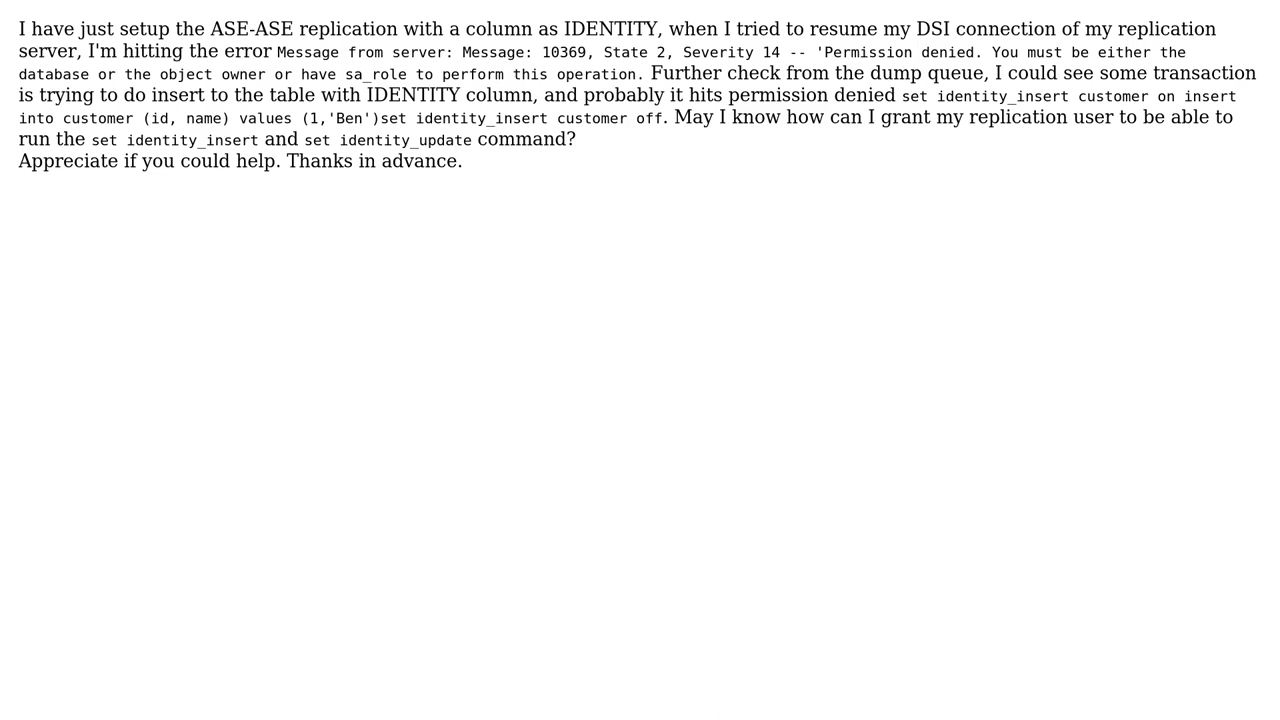 I have just setup the ASE-ASE replication with a column as IDENTITY, when I tried to resume my DSI connection of my replication
server, I'm hitting the error Message from server: Message: 10369, State 2, Severity 14 -- 'Permission denied. You must be either the
database or the object owner or have sa_role to perform this operation. Further check from the dump queue, I could see some transaction
is trying to do insert to the table with IDENTITY column, and probably it hits permission denied set identity_insert customer on insert
into customer (id, name) values (1,'Ben')set identity_insert customer off. May I know how can I grant my replication user to be able to
run the set identity_insert and set identity_update command?
Appreciate if you could help. Thanks in advance.